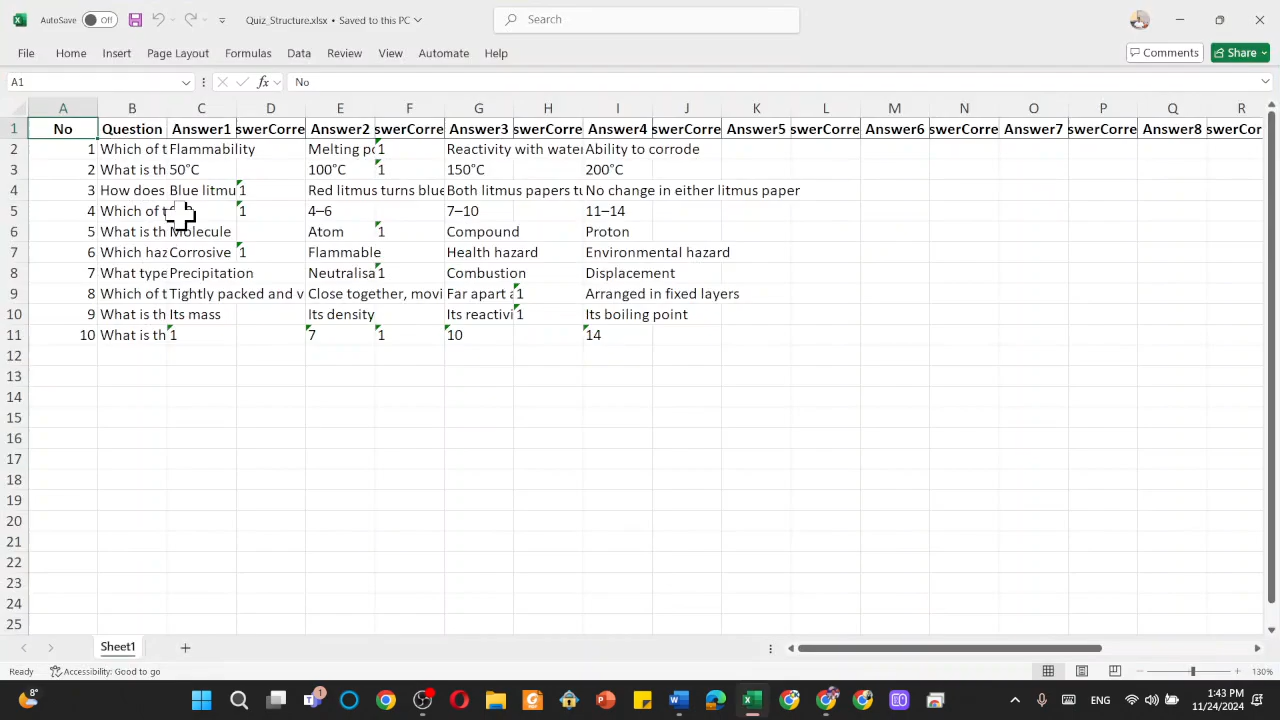 AutoSave Off Quiz_Structure.xlsx • Saved to this PC Search
File Home Insert Page Layout Formulas Data Review View Automate Help Comments Share
A1 fx No
A B C D E F G H I J K L M N O P Q R
1 No Question Answer1 swerCorre Answer2 swerCorre Answer3 swerCorre Answer4 swerCorre Answer5 swerCorre Answer6 swerCorre Answer7 swerCorre Answer8 swerCorre
2 1 Which of t Flammability Melting po 1 Reactivity with water Ability to corrode
3 2 What is th 50°C 100°C 1 150°C 200°C
4 3 How does Blue litmu 1 Red litmus turns blue Both litmus papers tu No change in either litmus paper
5 4 Which of t 1 4–6 7–10 11–14
6 5 What is th Molecule Atom 1 Compound Proton
7 6 Which haz Corrosive 1 Flammable Health hazard Environmental hazard
8 7 What type Precipitation Neutralisa 1 Combustion Displacement
9 8 Which of t Tightly packed and v Close together, movi Far apart a 1 Arranged in fixed layers
10 9 What is th Its mass Its density Its reactivi 1 Its boiling point
11 10 What is th 1 7 1 10 14
12
13
14
15
16
17
18
19
20
21
22
23
24
25
Sheet1
Ready Accessibility: Good to go 130%
8° 1 ENG 1:43 PM
11/24/2024